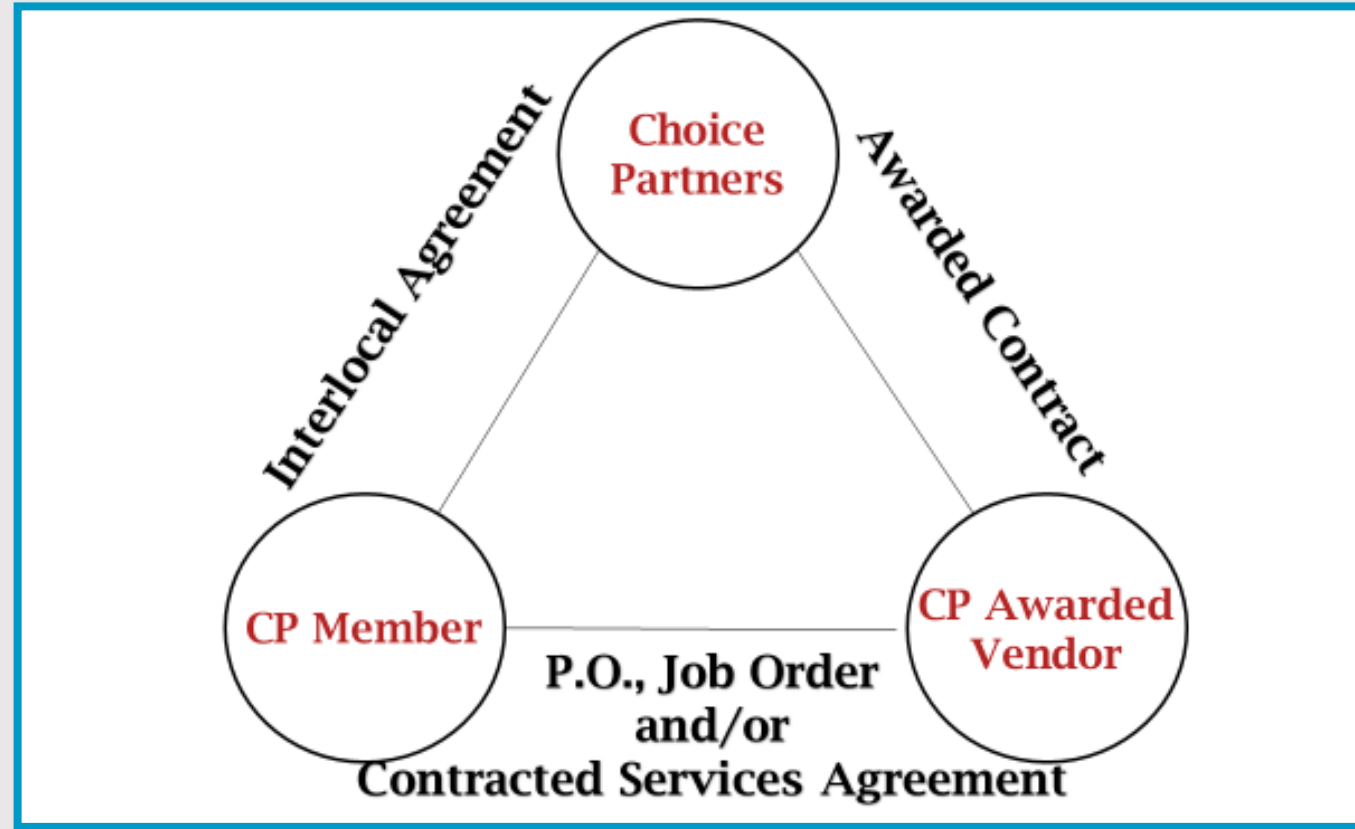 Choice
Partners
Interlocal Agreement
Awarded Contract
CP Member
CP Awarded
Vendor
P.O., Job Order
and/or
Contracted Services Agreement